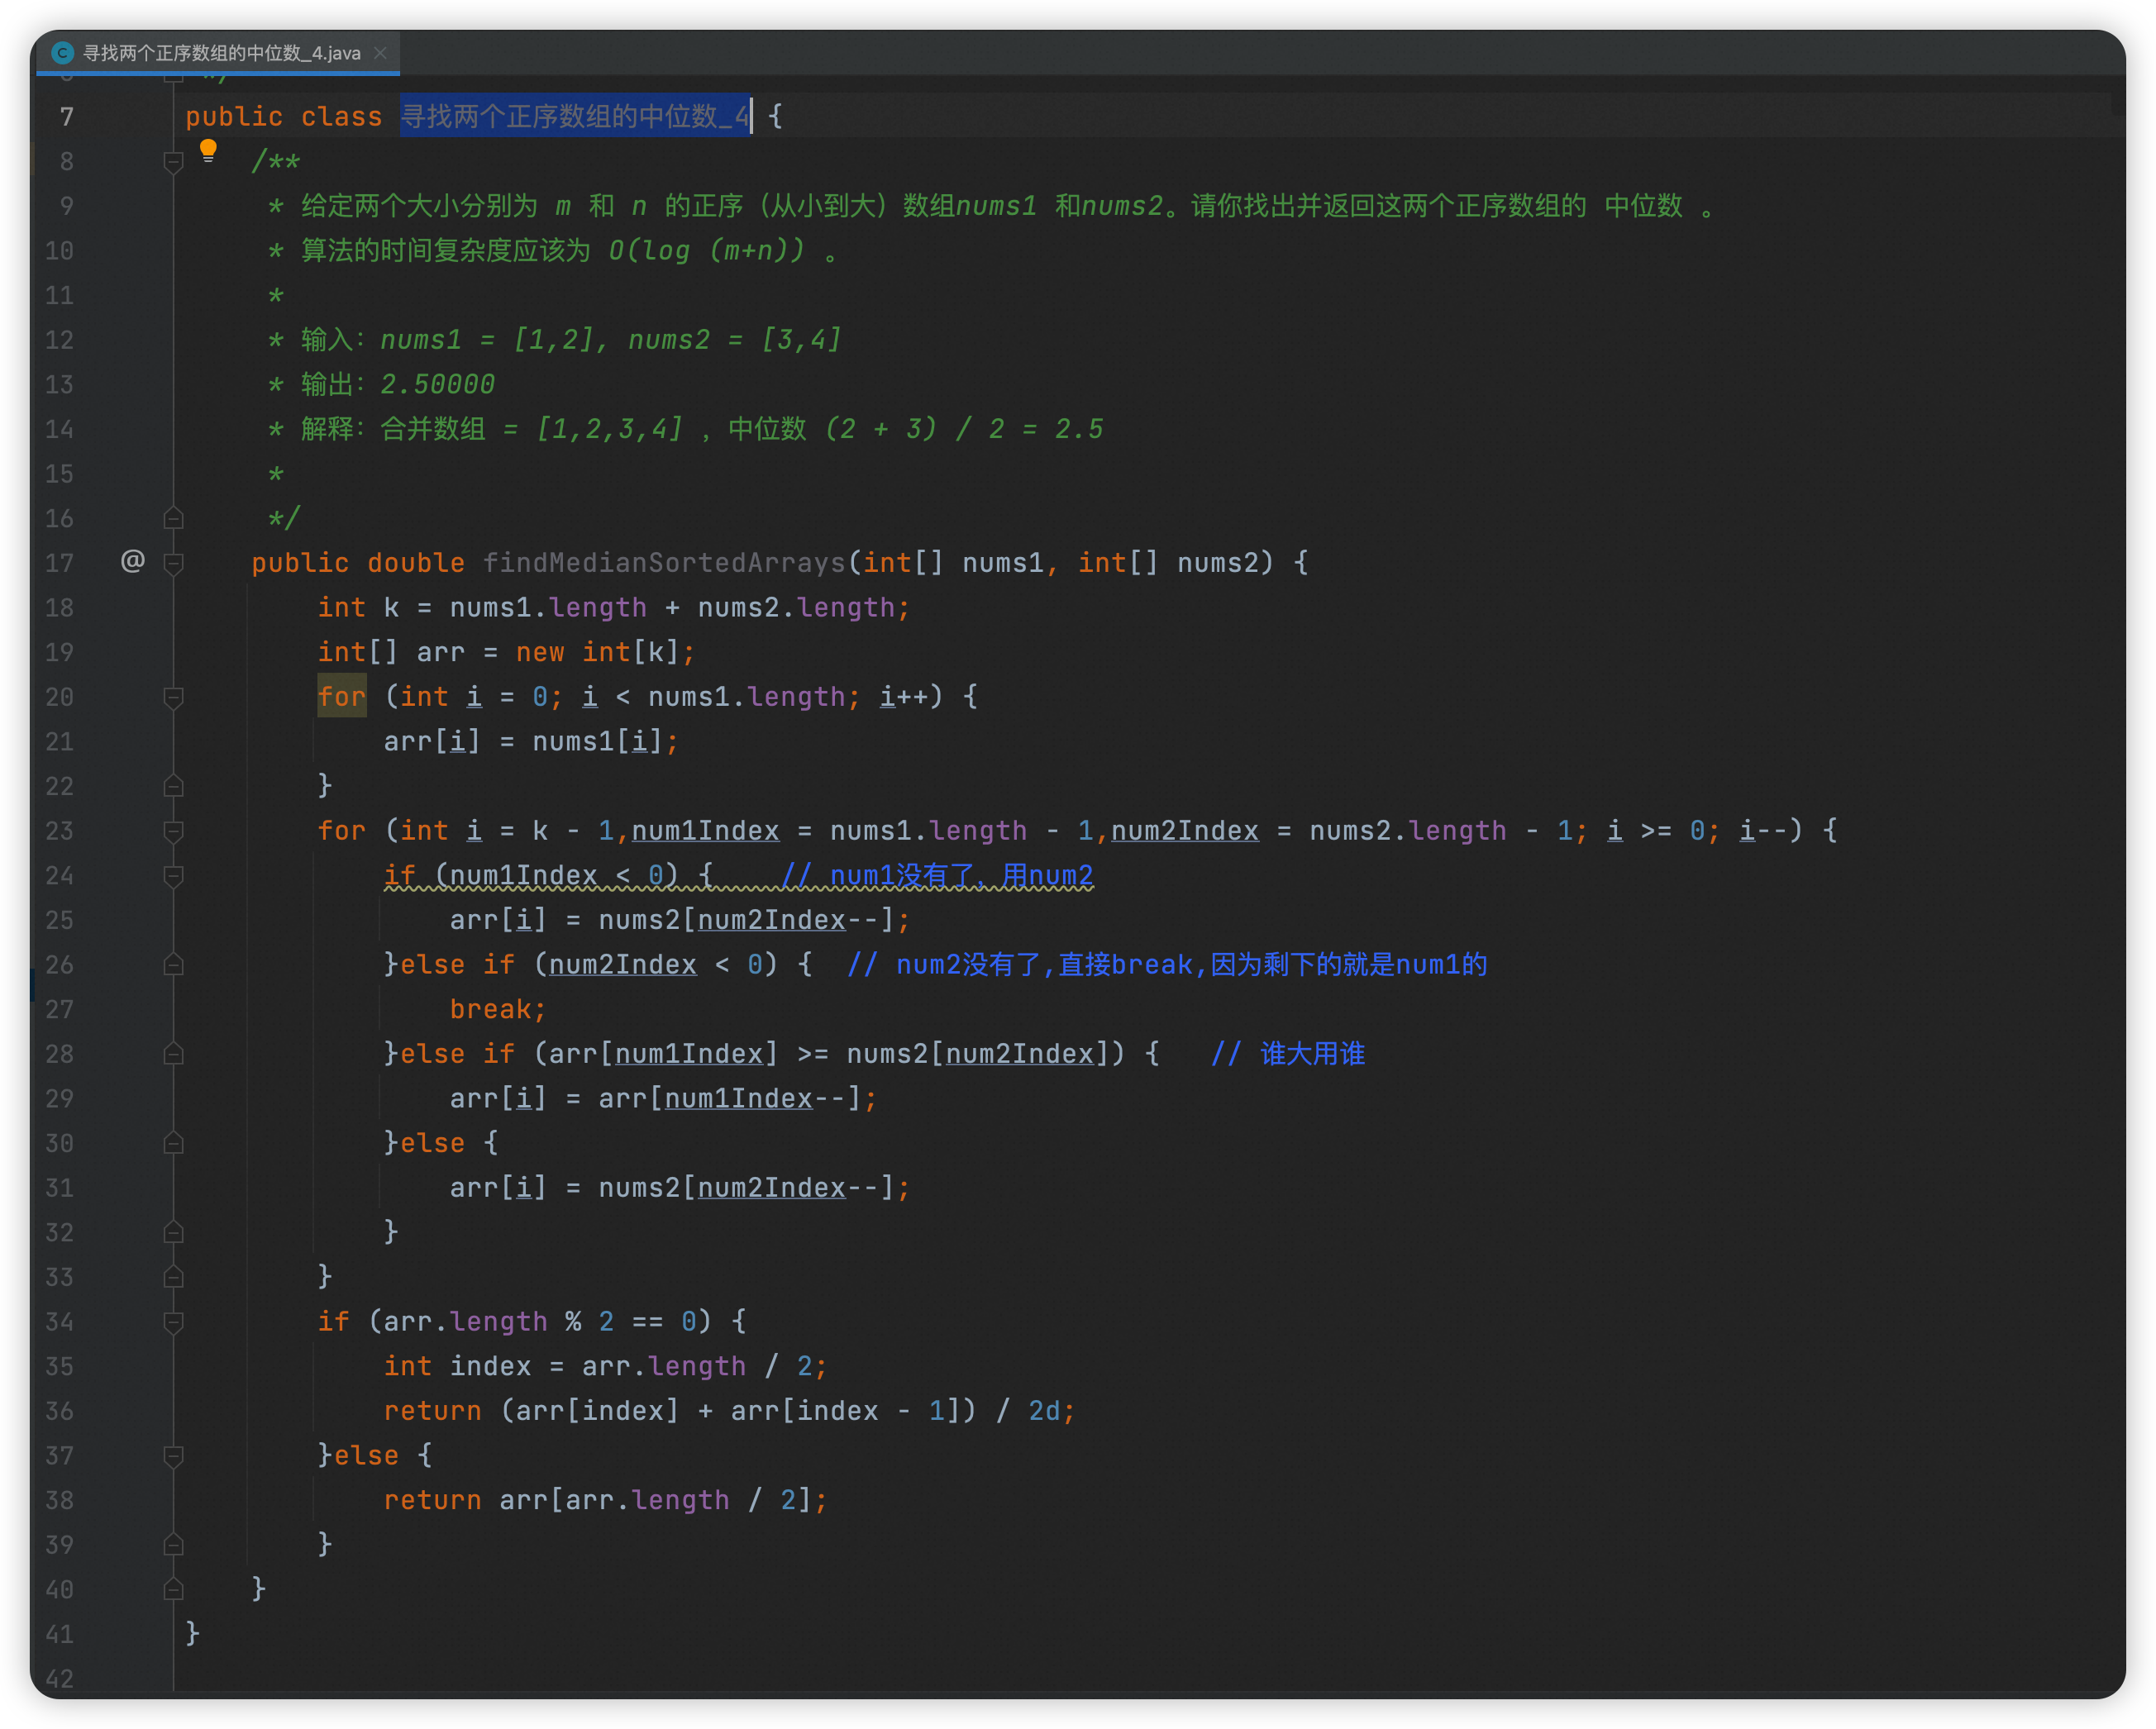 寻找两个正序数组的中位数_4.java
7 public class 寻找两个正序数组的中位数_4 {
8 /**
9 * 给定两个大小分别为 m 和 n 的正序（从小到大）数组nums1 和nums2。请你找出并返回这两个正序数组的 中位数 。
10 * 算法的时间复杂度应该为 O(log (m+n)) 。
11 *
12 * 输入：nums1 = [1,2], nums2 = [3,4]
13 * 输出：2.50000
14 * 解释：合并数组 = [1,2,3,4] ，中位数 (2 + 3) / 2 = 2.5
15 *
16 */
17 @ public double findMedianSortedArrays(int[] nums1, int[] nums2) {
18 int k = nums1.length + nums2.length;
19 int[] arr = new int[k];
20 for (int i = 0; i < nums1.length; i++) {
21 arr[i] = nums1[i];
22 }
23 for (int i = k - 1,num1Index = nums1.length - 1,num2Index = nums2.length - 1; i >= 0; i--) {
24 if (num1Index < 0) { // num1没有了，用num2
25 arr[i] = nums2[num2Index--];
26 }else if (num2Index < 0) { // num2没有了,直接break,因为剩下的就是num1的
27 break;
28 }else if (arr[num1Index] >= nums2[num2Index]) { // 谁大用谁
29 arr[i] = arr[num1Index--];
30 }else {
31 arr[i] = nums2[num2Index--];
32 }
33 }
34 if (arr.length % 2 == 0) {
35 int index = arr.length / 2;
36 return (arr[index] + arr[index - 1]) / 2d;
37 }else {
38 return arr[arr.length / 2];
39 }
40 }
41 }
42